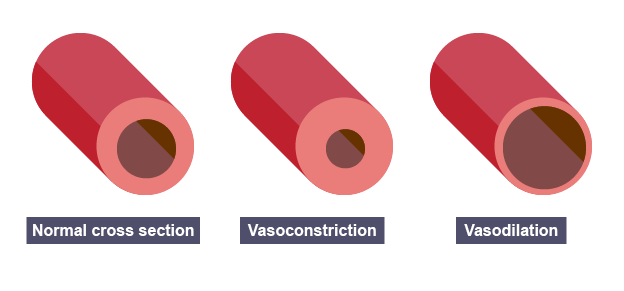 Normal cross section
Vasoconstriction
Vasodilation